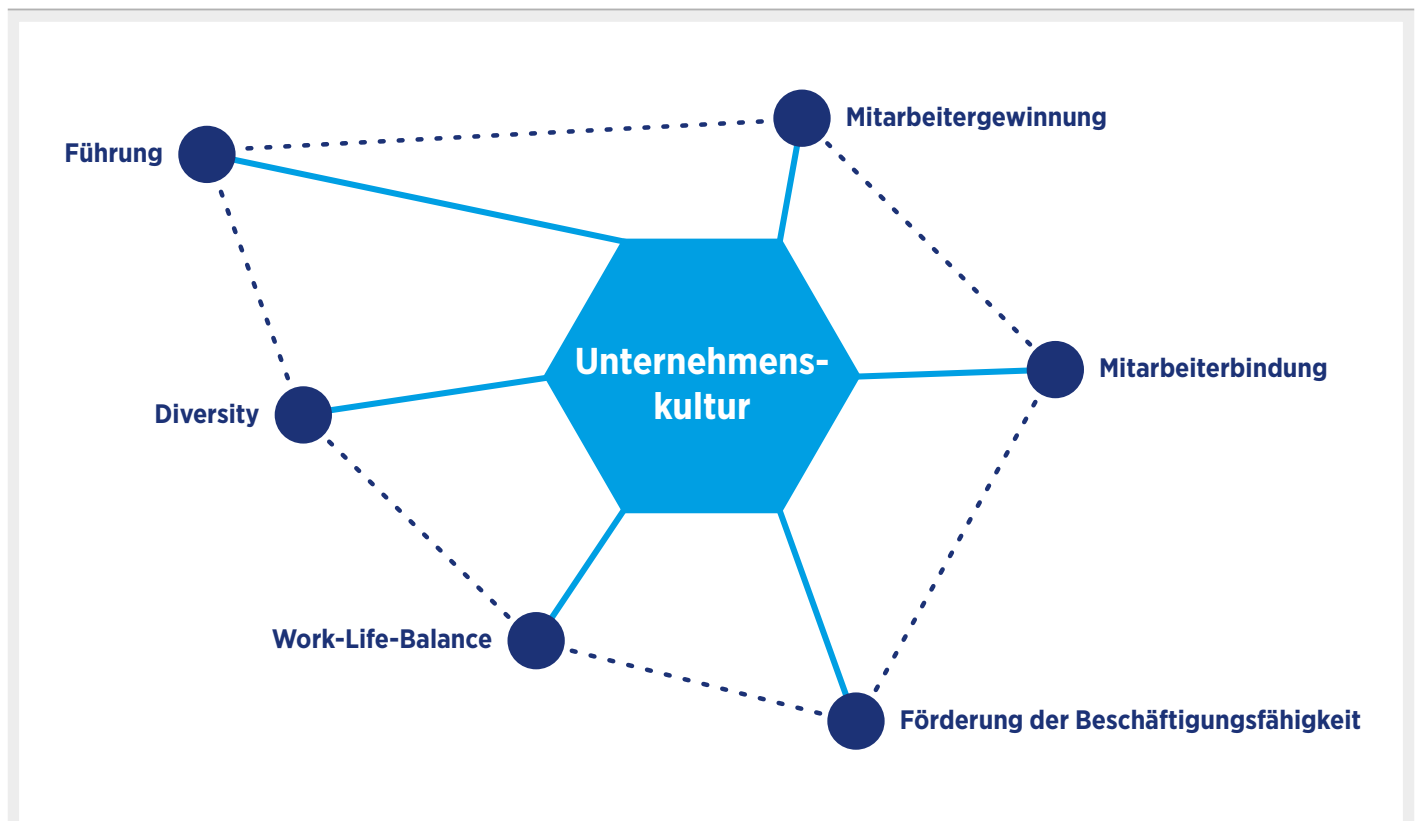 Führung
Mitarbeitergewinnung
Unternehmens-
kultur
Mitarbeiterbindung
Diversity
Work-Life-Balance
Förderung der Beschäftigungsfähigkeit